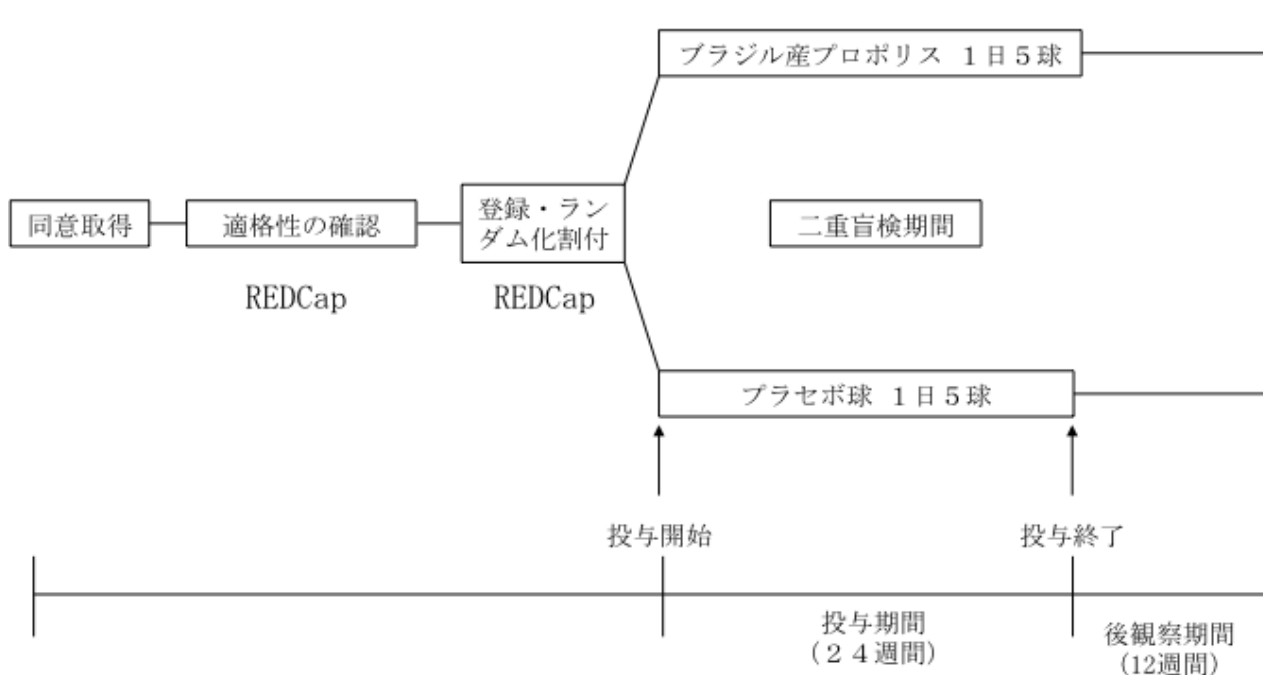 ブラジル産プロポリス １日５球
同意取得
適格性の確認
登録・ラン
ダム化割付
二重盲検期間
REDCap
REDCap
プラセボ球 １日５球
投与開始
投与終了
投与期間
（２４週間）
後観察期間
(12週間)